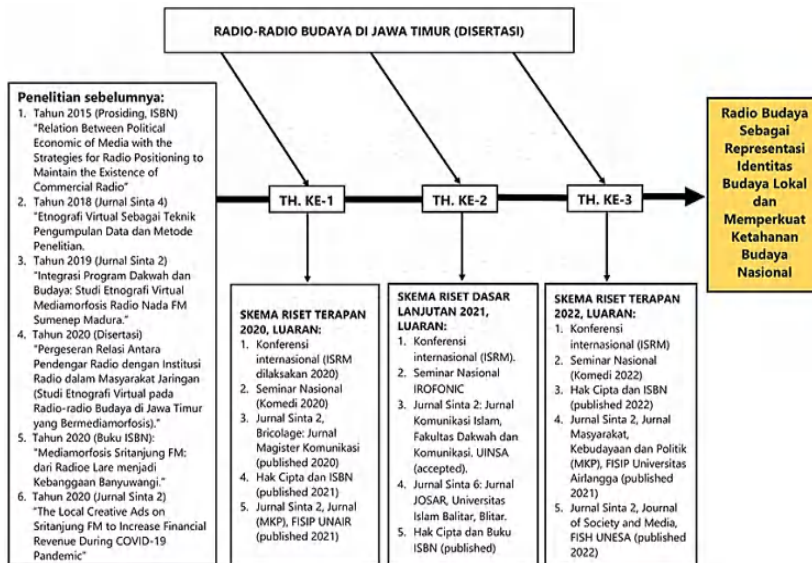 RADIO-RADIO BUDAYA DI JAWA TIMUR (DISERTASI)
Penelitian sebelumnya:
1. Tahun 2015 (Prosiding, ISBN)
"Relation Between Political
Economic of Media with the
Strategies for Radio Positioning to
Maintain the Existence of
Commercial Radio"
2. Tahun 2018 (Jurnal Sinta 4)
"Etnografi Virtual Sebagai Teknik
Pengumpulan Data dan Metode
Penelitian.
3. Tahun 2019 (Jurnal Sinta 2)
"Integrasi Program Dakwah dan
Budaya: Studi Etnografi Virtual
Mediamorfosis Radio Nada FM
Sumenep Madura."
4. Tahun 2020 (Disertasi)
"Pergeseran Relasi Antara
Pendengar Radio dengan Institusi
Radio dalam Masyarakat Jaringan
(Studi Etnografi Virtual pada
Radio-radio Budaya di Jawa Timur
yang Bermediamorfosis)."
5. Tahun 2020 (Buku ISBN):
"Mediamorfosis Sritanjung FM:
dari Radioe Lare menjadi
Kebanggaan Banyuwangi."
6. Tahun 2020 (Jurnal Sinta 2)
"The Local Creative Ads on
Sritanjung FM to Increase Financial
Revenue During COVID-19
Pandemic"
TH. KE-1
TH. KE-2
TH. KE-3
SKEMA RISET TERAPAN
2020, LUARAN:
1. Konferensi
internasional (ISRM
dilaksakan 2020)
2. Seminar Nasional
(Komedi 2020)
3. Jurnal Sinta 2,
Bricolage: Jurnal
Magister Komunikasi
(published 2020)
4. Hak Cipta dan ISBN
(published 2021)
5. Jurnal Sinta 2, Jurnal
(MKP), FISIP UNAIR
(published 2021)
SKEMA RISET DASAR
LANJUTAN 2021,
LUARAN:
1. Konferensi
internasional (ISRM).
2. Seminar Nasional
IROFONIC
3. Jurnal Sinta 2: Jurnal
Komunikasi Islam,
Fakultas Dakwah dan
Komunikasi. UINSA
(accepted).
4. Jurnal Sinta 6: Jurnal
JOSAR, Universitas
Islam Balitar, Blitar.
5. Hak Cipta dan Buku
ISBN (published)
SKEMA RISET TERAPAN
2022, LUARAN:
1. Konferensi
internasional (ISRM)
2. Seminar Nasional
(Komedi 2022)
3. Hak Cipta dan ISBN
(published 2022)
4. Jurnal Sinta 2, Jurnal
Masyarakat,
Kebudayaan dan Politik
(MKP), FISIP Universitas
Airlangga (published
2021)
5. Jurnal Sinta 2, Journal
of Society and Media,
FISH UNESA (published
2022)
Radio Budaya
Sebagai
Representasi
Identitas
Budaya Lokal
dan
Memperkuat
Ketahanan
Budaya
Nasional